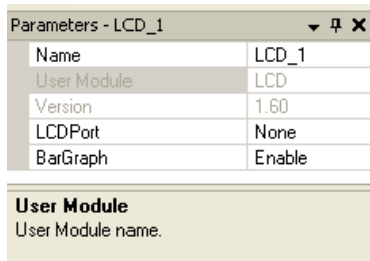 Parameters - LCD_1
Name LCD_1
User Module LCD
Version 1.60
LCDPort None
BarGraph Enable
User Module
User Module name.